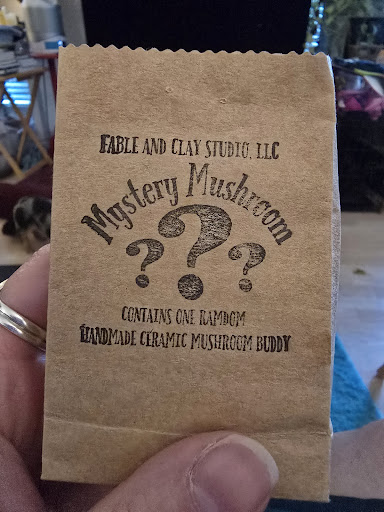 FABLE AND CLAY STUDIO, LLC
Mystery Mushroom
? ? ?
CONTAINS ONE RAMDOM
HANDMADE CERAMIC MUSHROOM BUDDY